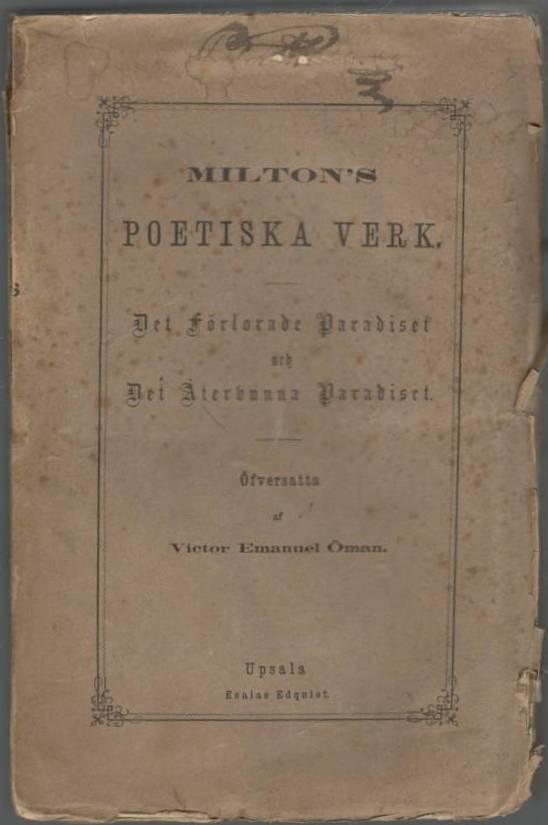 MILTON'S
POETISKA VERK.
Det Förlorade Paradiset
och
Det Återvunna Paradiset.
Öfversatta
af
Victor Emanuel Öman.
Upsala
Esaias Edquist